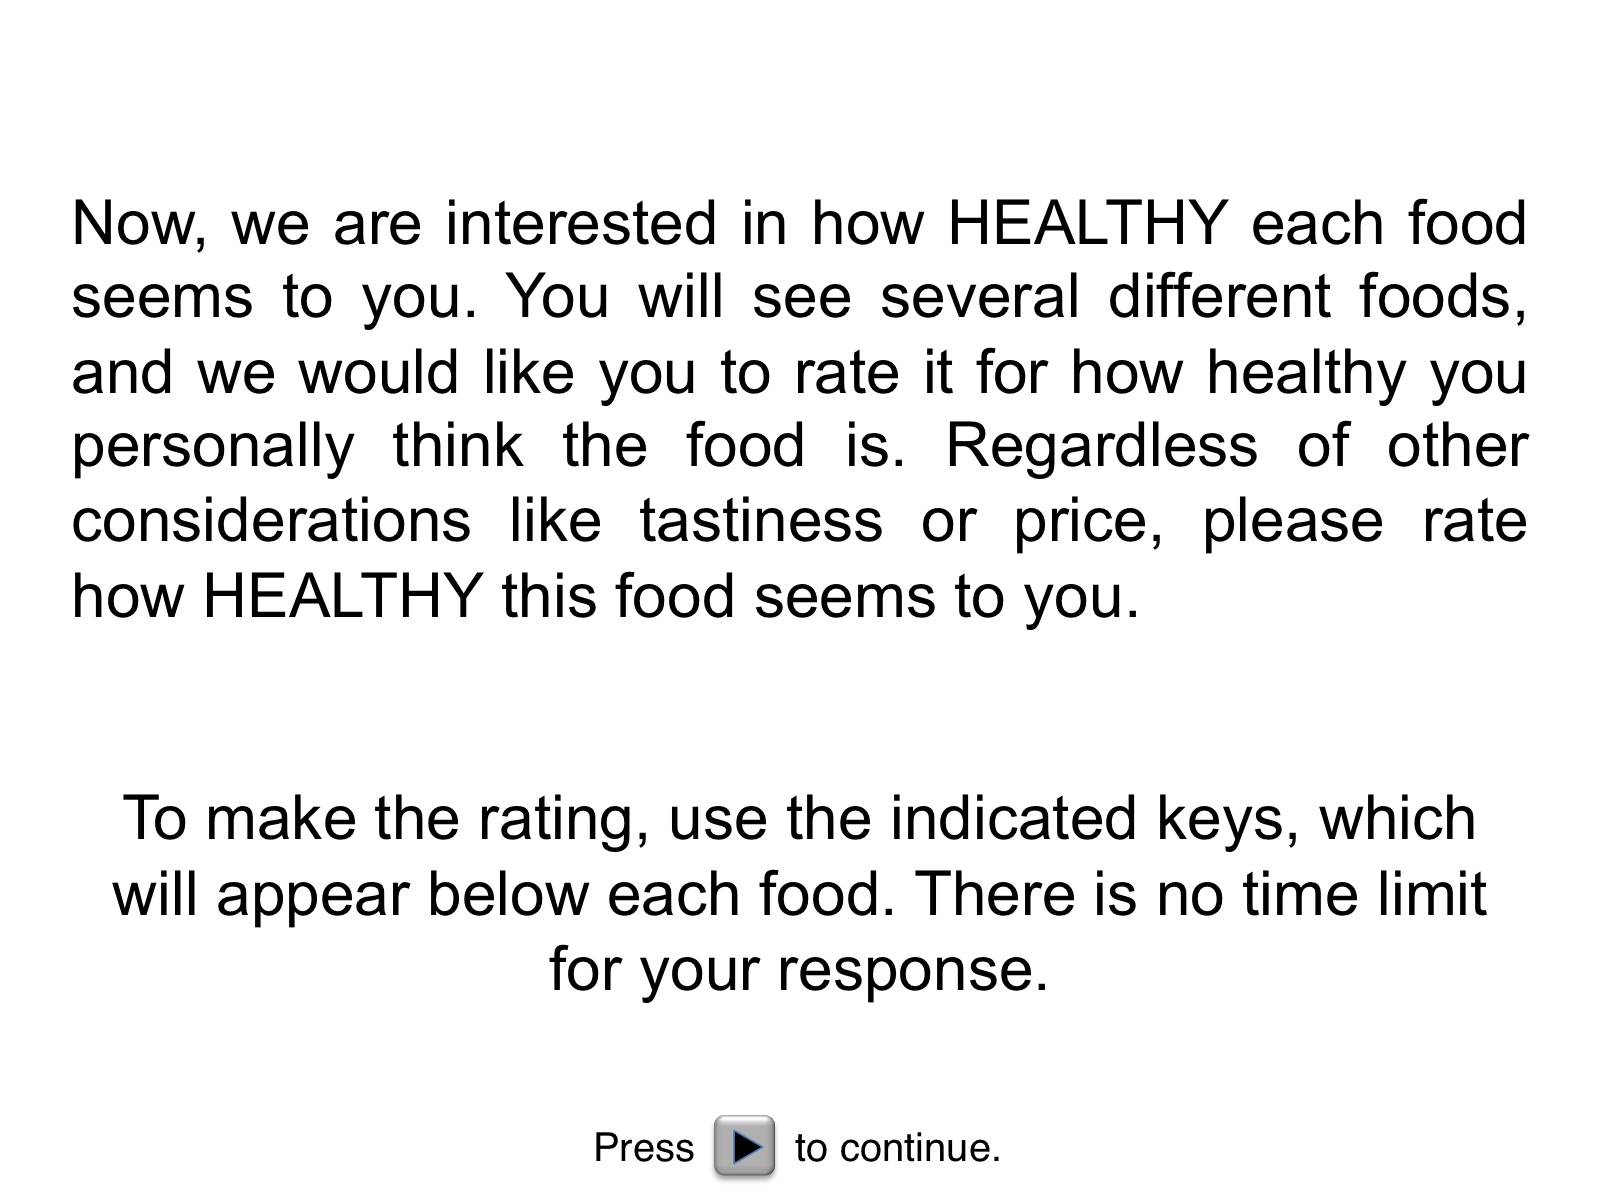 Now, we are interested in how HEALTHY each food
seems to you. You will see several different foods,
and we would like you to rate it for how healthy you
personally think the food is. Regardless of other
considerations like tastiness or price, please rate
how HEALTHY this food seems to you.
To make the rating, use the indicated keys, which
will appear below each food. There is no time limit
for your response.
Press to continue.